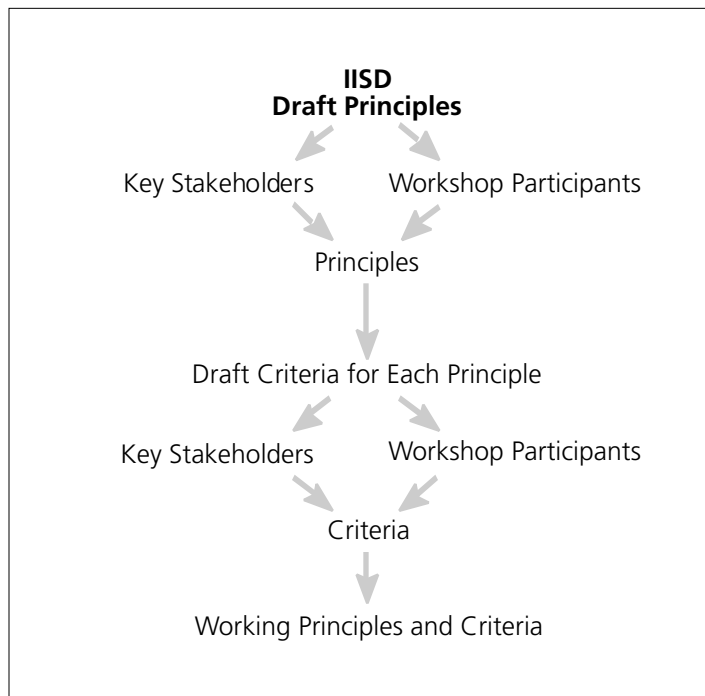 IISD
Draft Principles
Key Stakeholders
Workshop Participants
Principles
Draft Criteria for Each Principle
Key Stakeholders
Workshop Participants
Criteria
Working Principles and Criteria